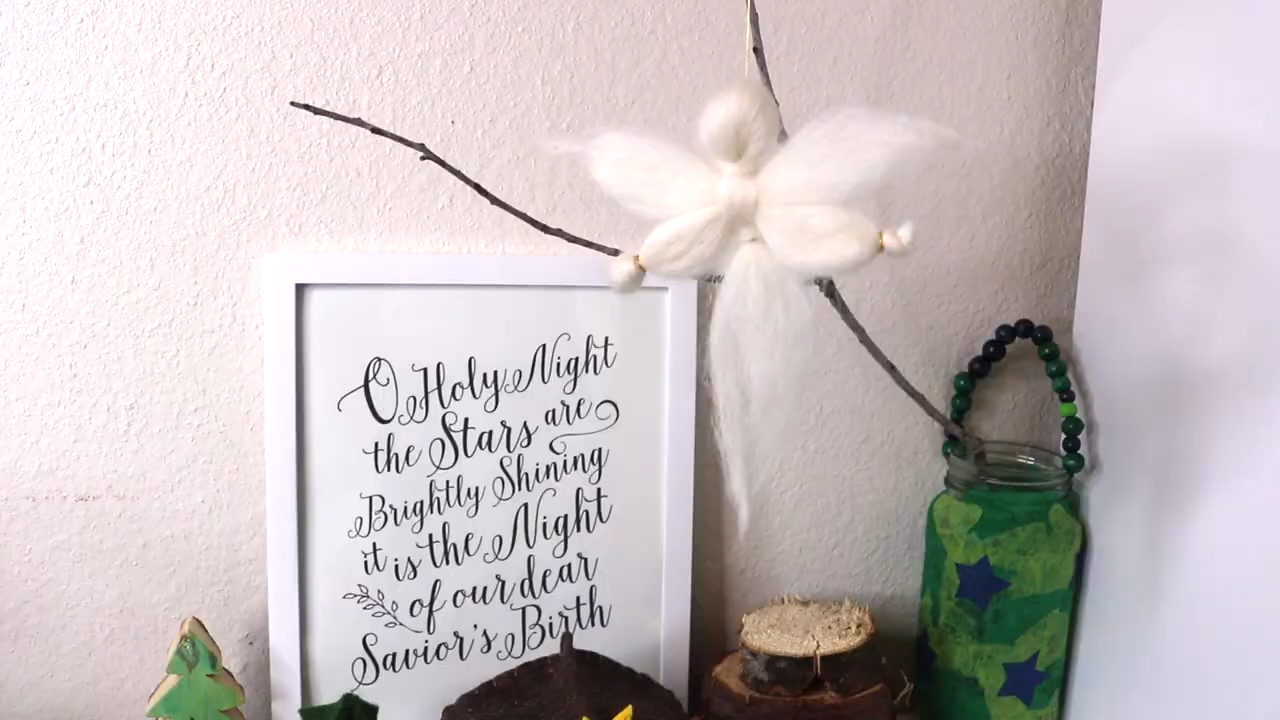 O Holy Night
the Stars are
Brightly Shining
it is the Night
of our dear
Savior's Birth